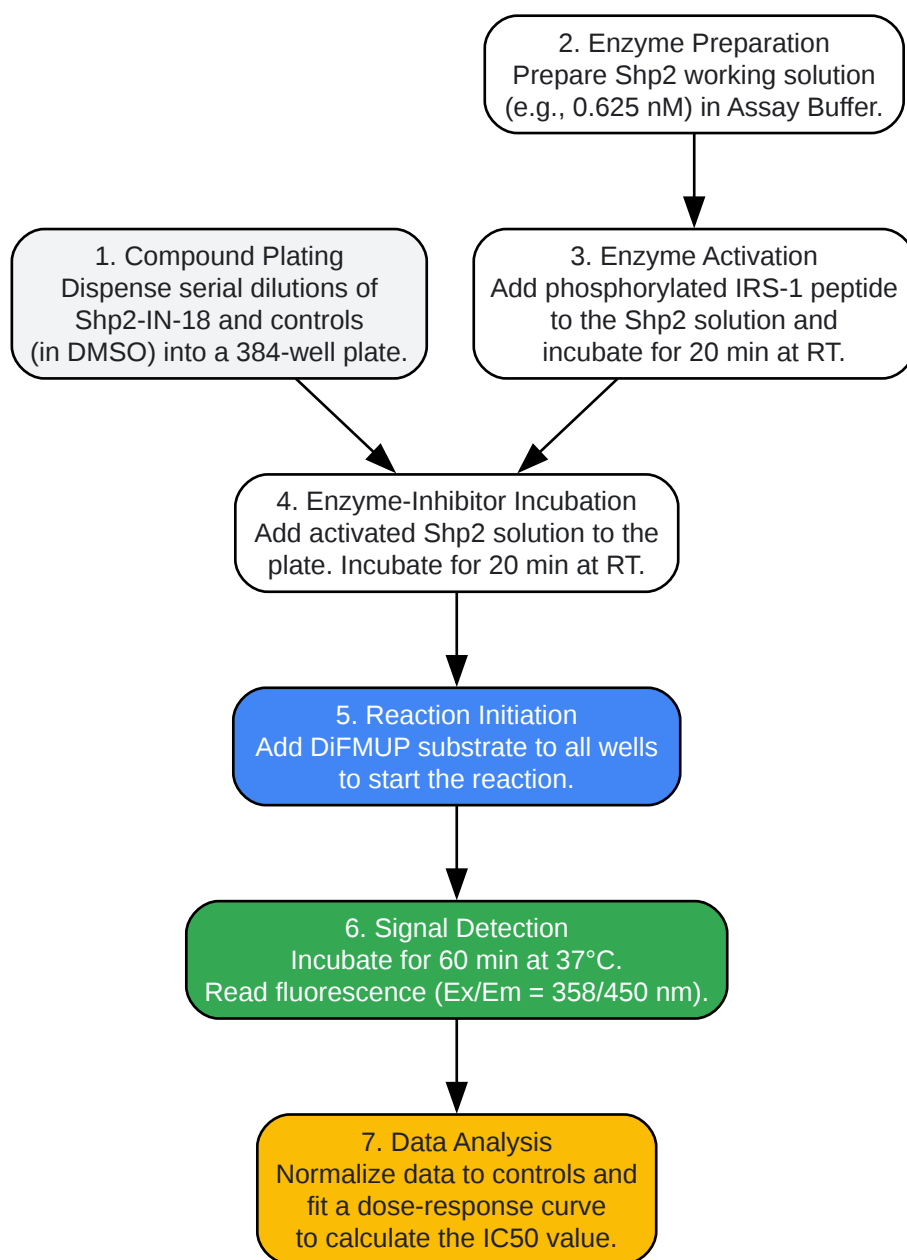 2. Enzyme Preparation
Prepare Shp2 working solution
(e.g., 0.625 nM) in Assay Buffer.
1. Compound Plating
Dispense serial dilutions of
Shp2-IN-18 and controls
(in DMSO) into a 384-well plate.
3. Enzyme Activation
Add phosphorylated IRS-1 peptide
to the Shp2 solution and
incubate for 20 min at RT.
4. Enzyme-Inhibitor Incubation
Add activated Shp2 solution to the
plate. Incubate for 20 min at RT.
5. Reaction Initiation
Add DiFMUP substrate to all wells
to start the reaction.
6. Signal Detection
Incubate for 60 min at 37°C.
Read fluorescence (Ex/Em = 358/450 nm).
7. Data Analysis
Normalize data to controls and
fit a dose-response curve
to calculate the IC50 value.